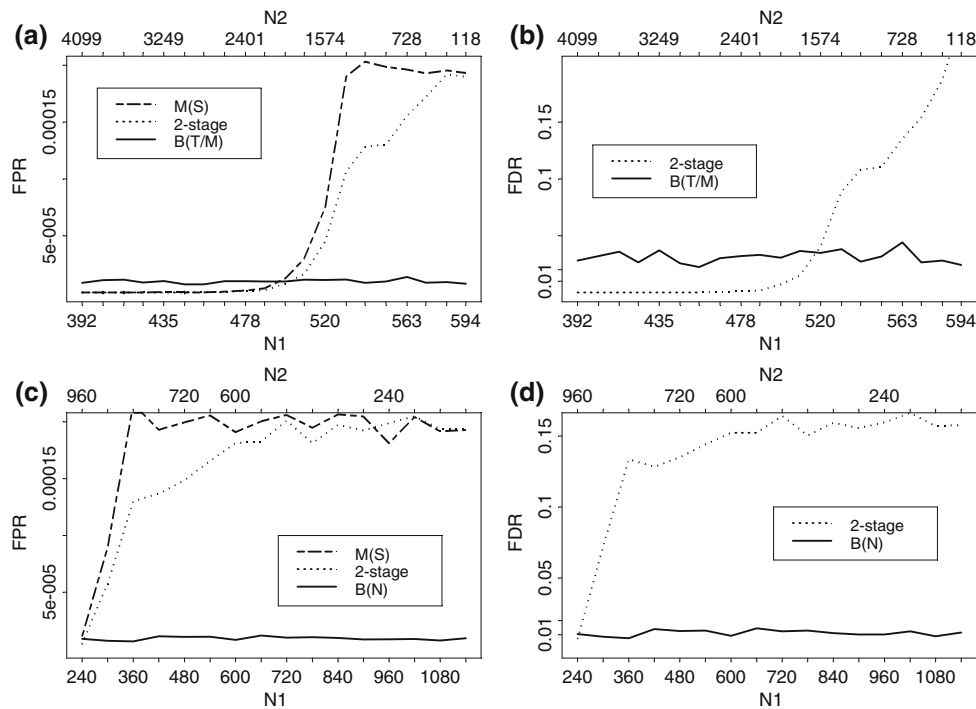 (a)
N2
4099 3249 2401 1574 728 118
FPR
0.00015
5e-005
M(S)
2-stage
B(T/M)
392 435 478 520 563 594
N1
(b)
N2
4099 3249 2401 1574 728 118
FDR
0.15
0.1
0.01
2-stage
B(T/M)
392 435 478 520 563 594
N1
(c)
N2
960 720 600 240
FPR
0.00015
5e-005
M(S)
2-stage
B(N)
240 360 480 600 720 840 960 1080
N1
(d)
N2
960 720 600 240
FDR
0.15
0.1
0.05
0.01
2-stage
B(N)
240 360 480 600 720 840 960 1080
N1